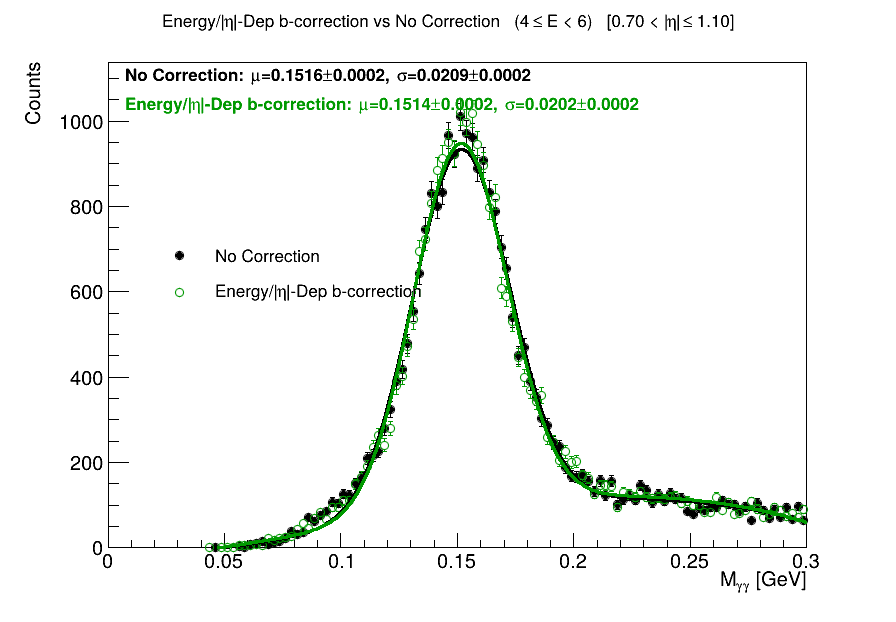 Energy/|η|-Dep b-correction vs No Correction (4 ≤ E < 6) [0.70 < |η| ≤ 1.10]
Counts
No Correction: μ=0.1516±0.0002, σ=0.0209±0.0002
Energy/|η|-Dep b-correction: μ=0.1514±0.0002, σ=0.0202±0.0002
1000
800
No Correction
Energy/|η|-Dep b-correction
600
400
200
0
0 0.05 0.1 0.15 0.2 0.25 0.3
Mγγ [GeV]